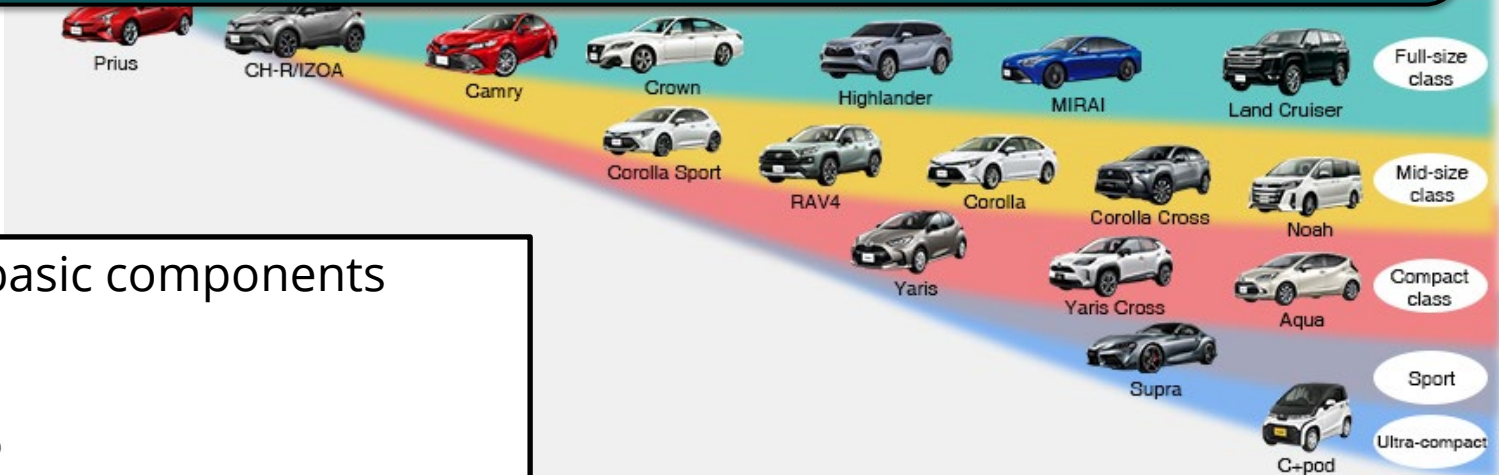 Prius
CH-R/IZOA
Camry
Crown
Highlander
MIRAI
Land Cruiser
Full-size
class
Corolla Sport
RAV4
Corolla
Corolla Cross
Noah
Mid-size
class
Yaris
Yaris Cross
Aqua
Compact
class
Supra
Sport
C+pod
Ultra-compact
basic components